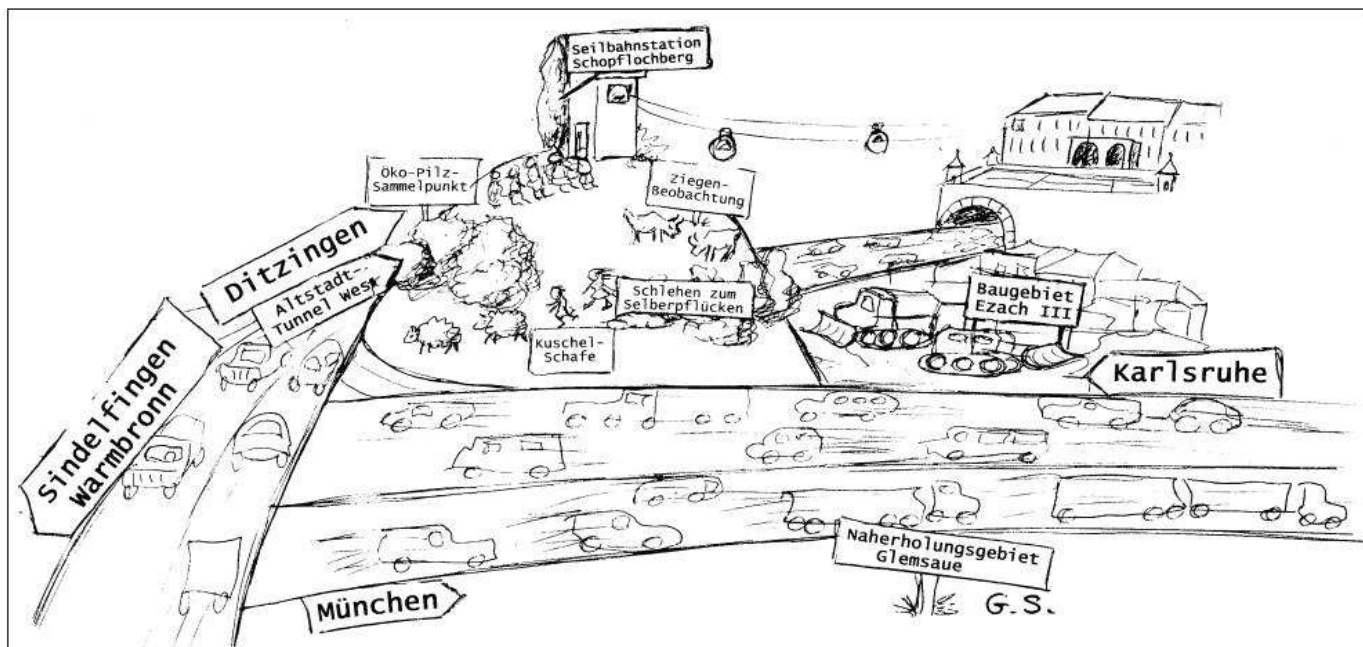 Seilbahnstation
Schopflochberg
Öko-Pilz-
Sammelpunkt
Ziegen-
Beobachtung
Ditzingen
Altstadt-
Tunnel West
Schlehen zum
Selberpflücken
Baugebiet
Ezach III
Kuschel-
Schafe
Karlsruhe
Sindelfingen
Warmbronn
Naherholungsgebiet
Glemsaue
München
G.S.